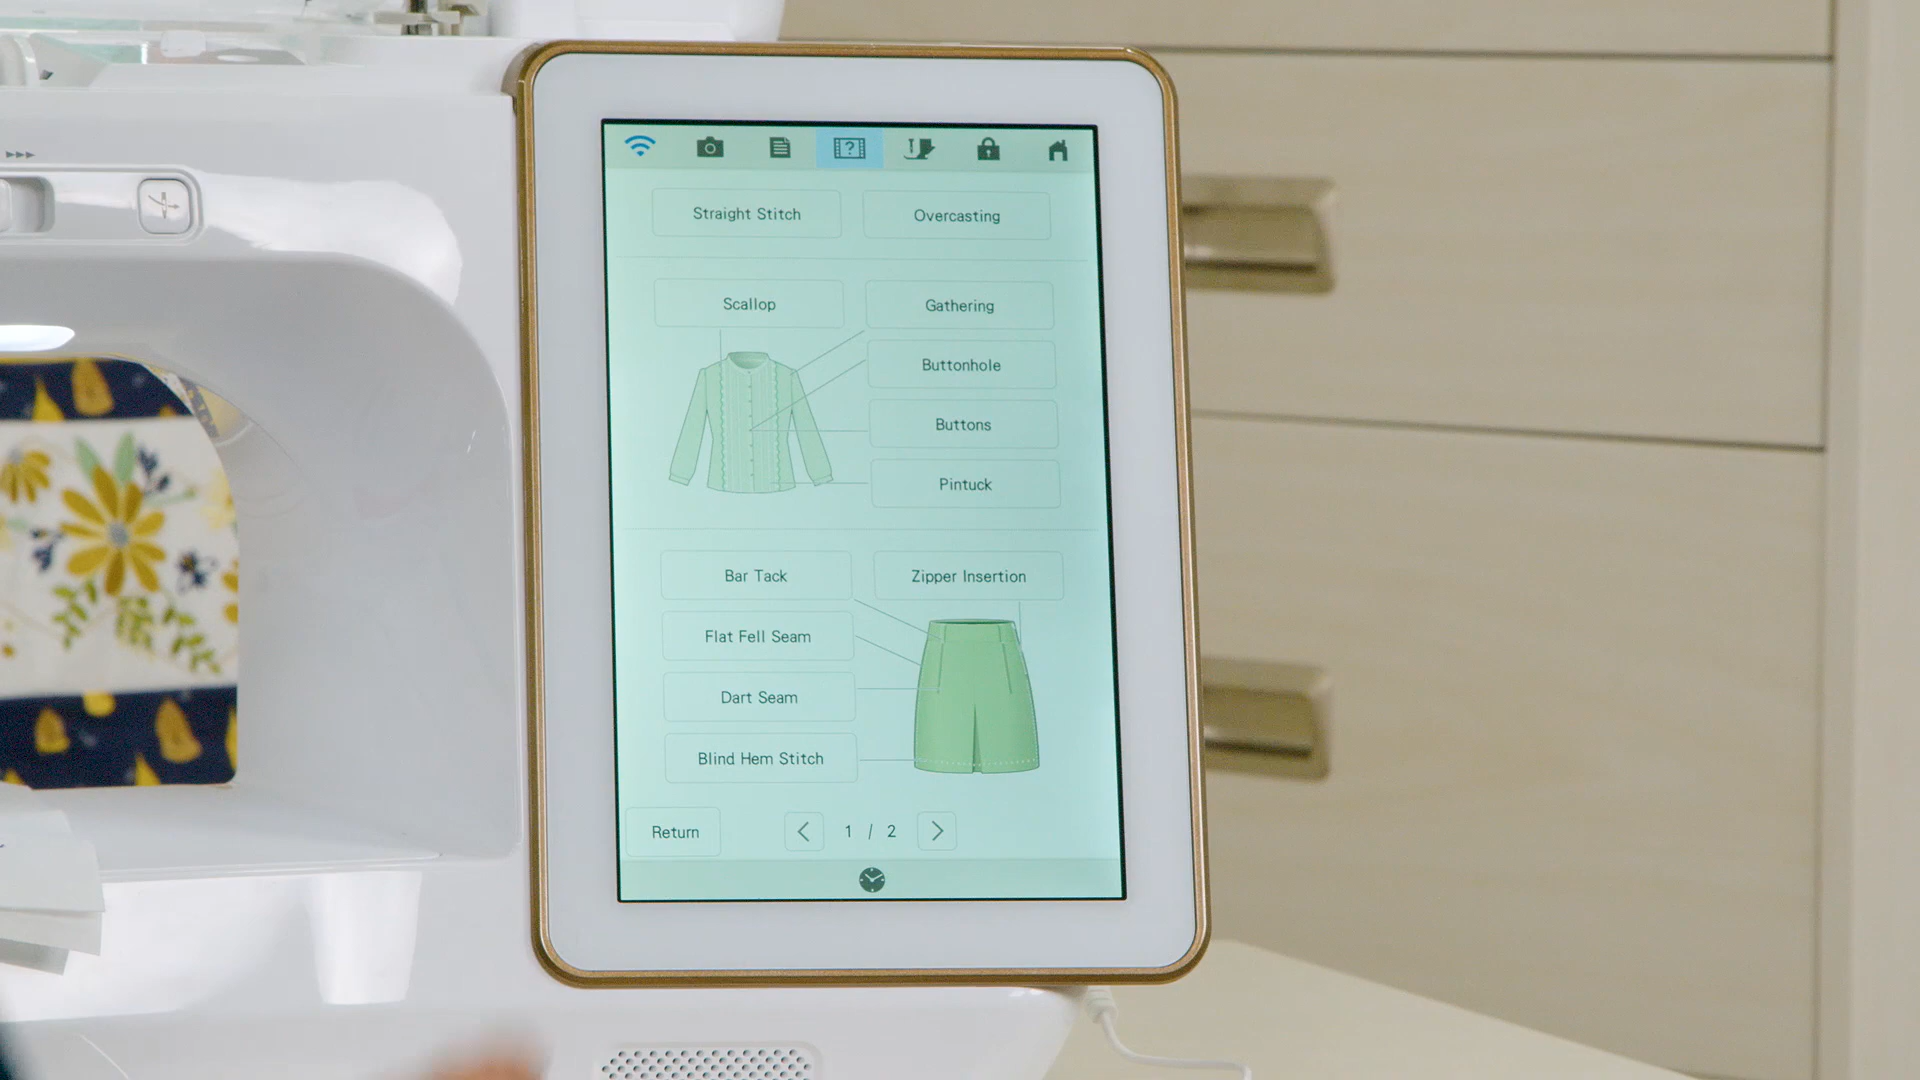 Straight Stitch
Overcasting
Scallop
Gathering
Buttonhole
Buttons
Pintuck
Bar Tack
Zipper Insertion
Flat Fell Seam
Dart Seam
Blind Hem Stitch
Return
1 / 2